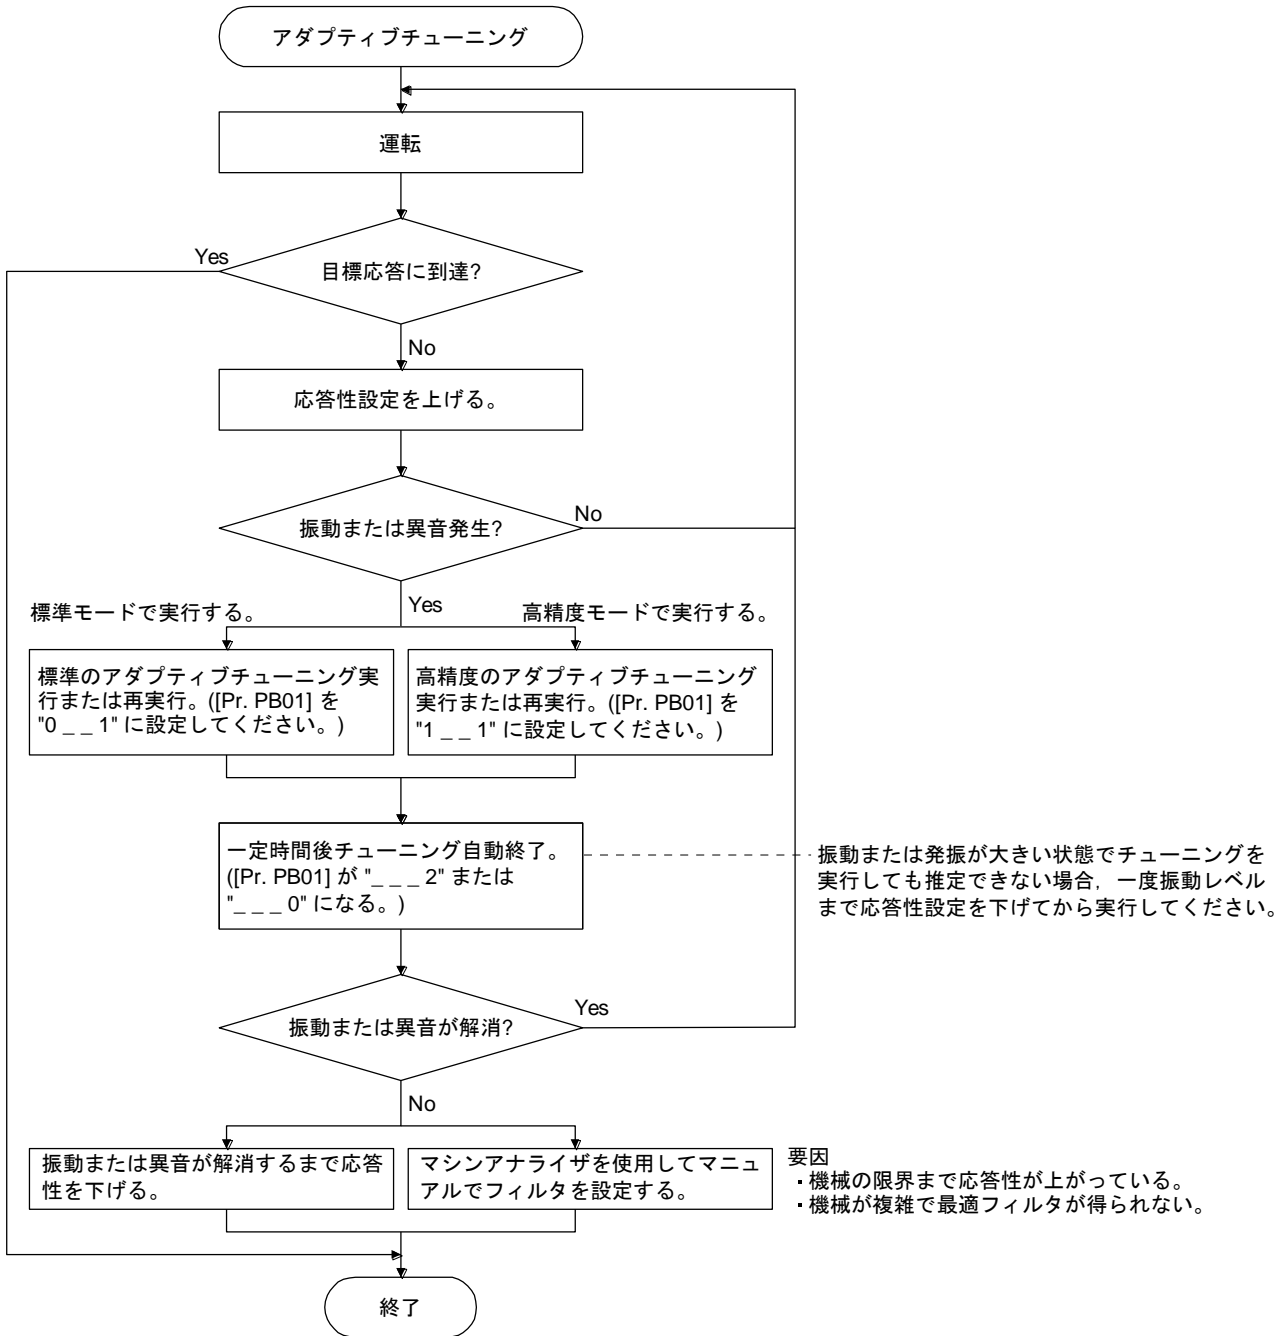 アダプティブチューニング
運転
Yes
目標応答に到達?
No
応答性設定を上げる。
振動または異音発生?
No
Yes
標準モードで実行する。
高精度モードで実行する。
標準のアダプティブチューニング実
行または再実行。([Pr. PB01] を
"0 _ _ 1" に設定してください。)
高精度のアダプティブチューニング
実行または再実行。([Pr. PB01] を
"1 _ _ 1" に設定してください。)
一定時間後チューニング自動終了。
([Pr. PB01] が "_ _ _ 2" または
"_ _ _ 0" になる。)
振動または発振が大きい状態でチューニングを
実行しても推定できない場合，一度振動レベル
まで応答性設定を下げてから実行してください。
振動または異音が解消?
Yes
No
振動または異音が解消するまで応答
性を下げる。
マシンアナライザを使用してマニュ
アルでフィルタを設定する。
要因
・機械の限界まで応答性が上がっている。
・機械が複雑で最適フィルタが得られない。
終了